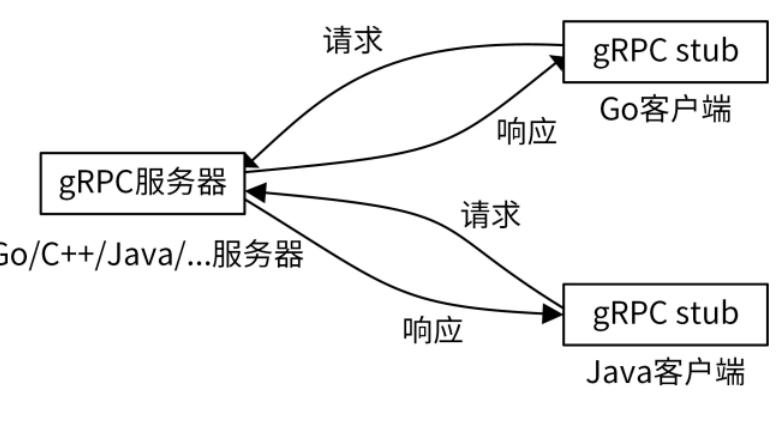 请求
gRPC stub
Go客户端
响应
gRPC服务器
请求
Go/C++/Java/...服务器
gRPC stub
响应
Java客户端